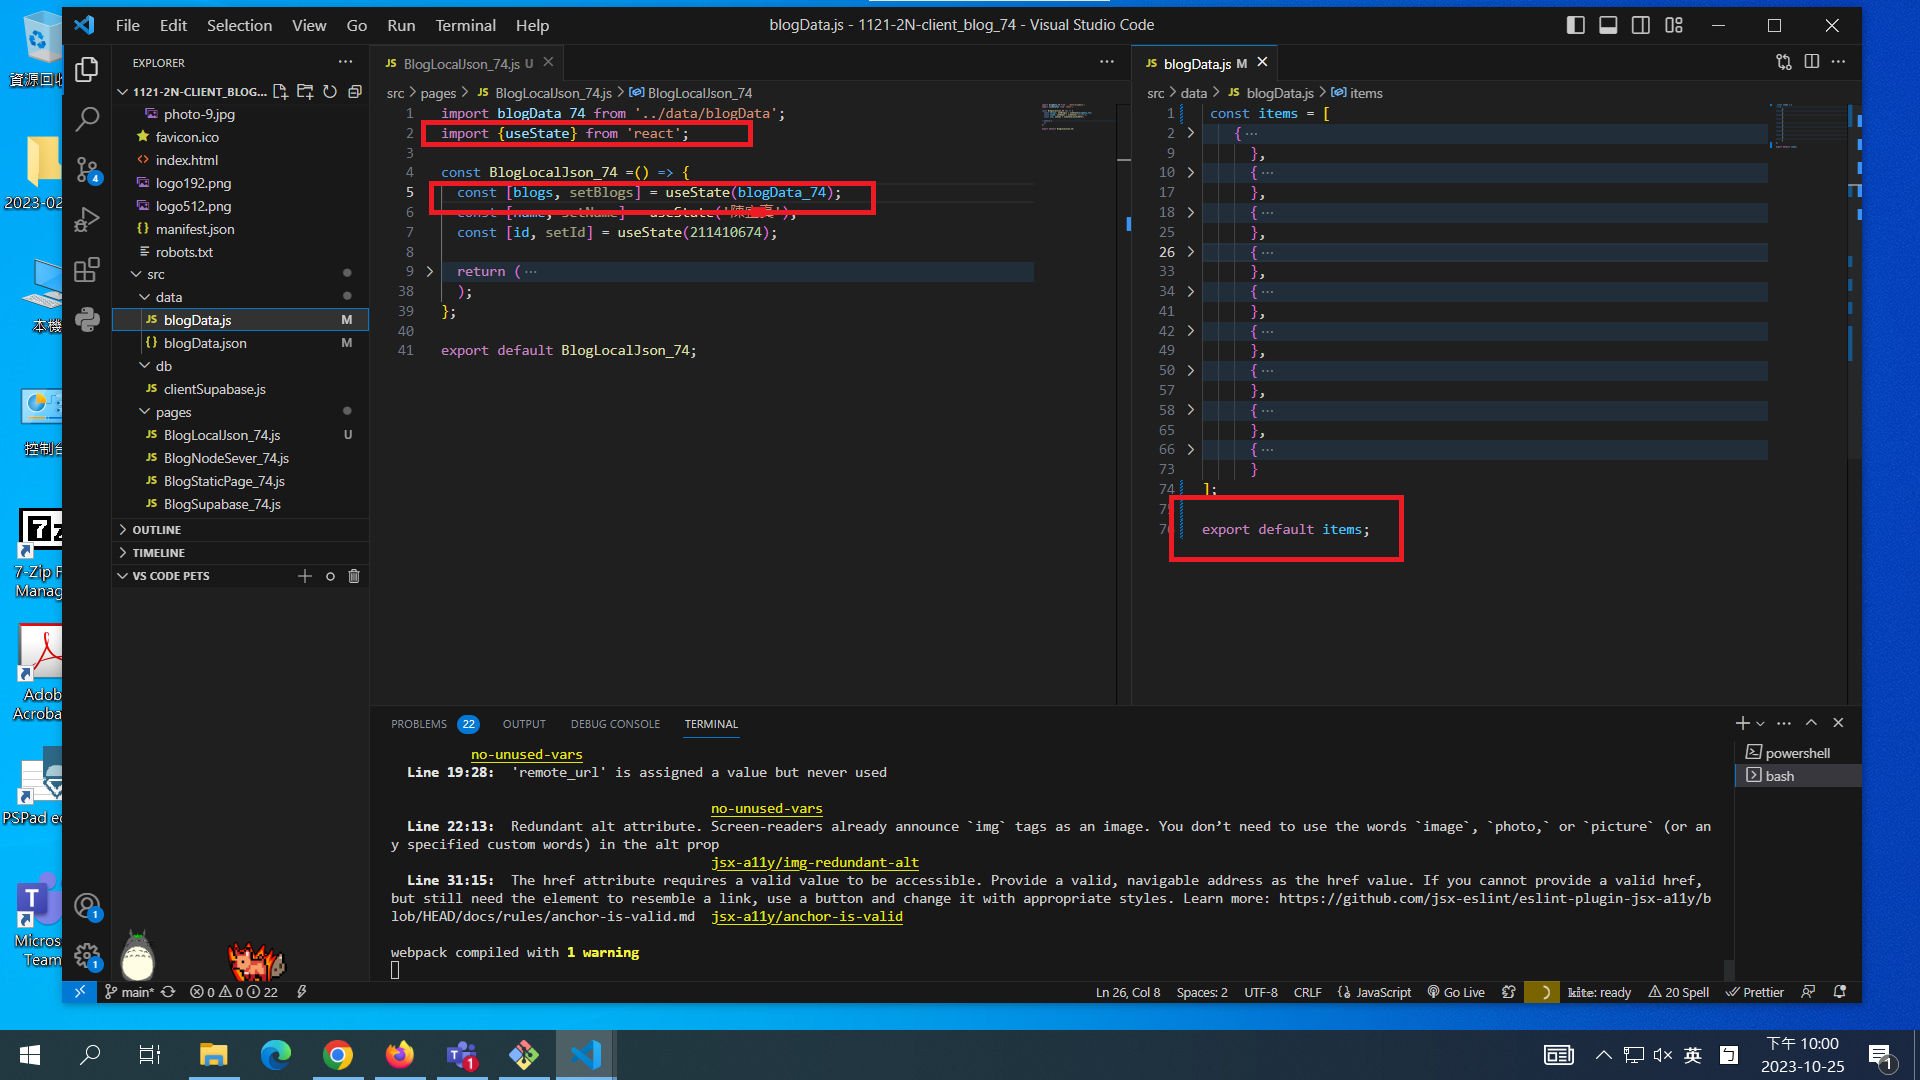 File Edit Selection View Go Run Terminal Help
blogData.js - 1121-2N-client_blog_74 - Visual Studio Code
資源回收
2023-02
本機
控制台
7-Zip F
Manag
Adob
Acroba
PSPad e
Micros
Team
EXPLORER
1121-2N-CLIENT_BLOG...
photo-9.jpg
favicon.ico
index.html
logo192.png
logo512.png
manifest.json
robots.txt
src
data
blogData.js M
blogData.json M
db
clientSupabase.js
pages
BlogLocalJson_74.js U
BlogNodeSever_74.js
BlogStaticPage_74.js
BlogSupabase_74.js
OUTLINE
TIMELINE
VS CODE PETS
BlogLocalJson_74.js U
src > pages > BlogLocalJson_74.js > BlogLocalJson_74
1 import blogData_74 from '../data/blogData';
2 import {useState} from 'react';
3
4 const BlogLocalJson_74 =() => {
5 const [blogs, setBlogs] = useState(blogData_74);
6 const [name, setName] = useState('
7 const [id, setId] = useState(211410674);
8
9 return (···
38 );
39 };
40
41 export default BlogLocalJson_74;
blogData.js M
src > data > blogData.js > items
1 const items = [
2 {···
9 },
10 {···
17 },
18 {···
25 },
26 {···
33 },
34 {···
41 },
42 {···
49 },
50 {···
57 },
58 {···
65 },
66 {···
73 }
74 ];
75
76 export default items;
PROBLEMS 22 OUTPUT DEBUG CONSOLE TERMINAL
no-unused-vars
Line 19:28: 'remote_url' is assigned a value but never used
no-unused-vars
Line 22:13: Redundant alt attribute. Screen-readers already announce `img` tags as an image. You don't need to use the words `image`, `photo,` or `picture` (or an
y specified custom words) in the alt prop
jsx-a11y/img-redundant-alt
Line 31:15: The href attribute requires a valid value to be accessible. Provide a valid, navigable address as the href value. If you cannot provide a valid href,
but still need the element to resemble a link, use a button and change it with appropriate styles. Learn more: https://github.com/jsx-eslint/eslint-plugin-jsx-a11y/b
lob/HEAD/docs/rules/anchor-is-valid.md jsx-a11y/anchor-is-valid
webpack compiled with 1 warning
powershell
bash
main* 0 0 22
Ln 26, Col 8 Spaces: 2 UTF-8 CRLF JavaScript Go Live kite: ready 20 Spell Prettier
英
下午 10:00
2023-10-25